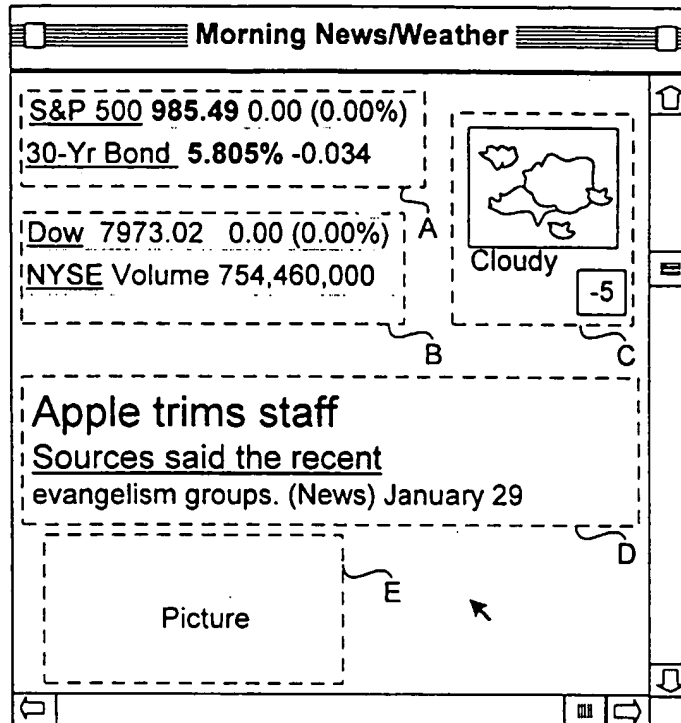 Morning News/Weather
S&P 500 985.49 0.00 (0.00%)
30-Yr Bond 5.805% -0.034
A
Dow 7973.02 0.00 (0.00%)
NYSE Volume 754,460,000
B
Cloudy
-5
C
Apple trims staff
Sources said the recent
evangelism groups. (News) January 29
D
Picture
E